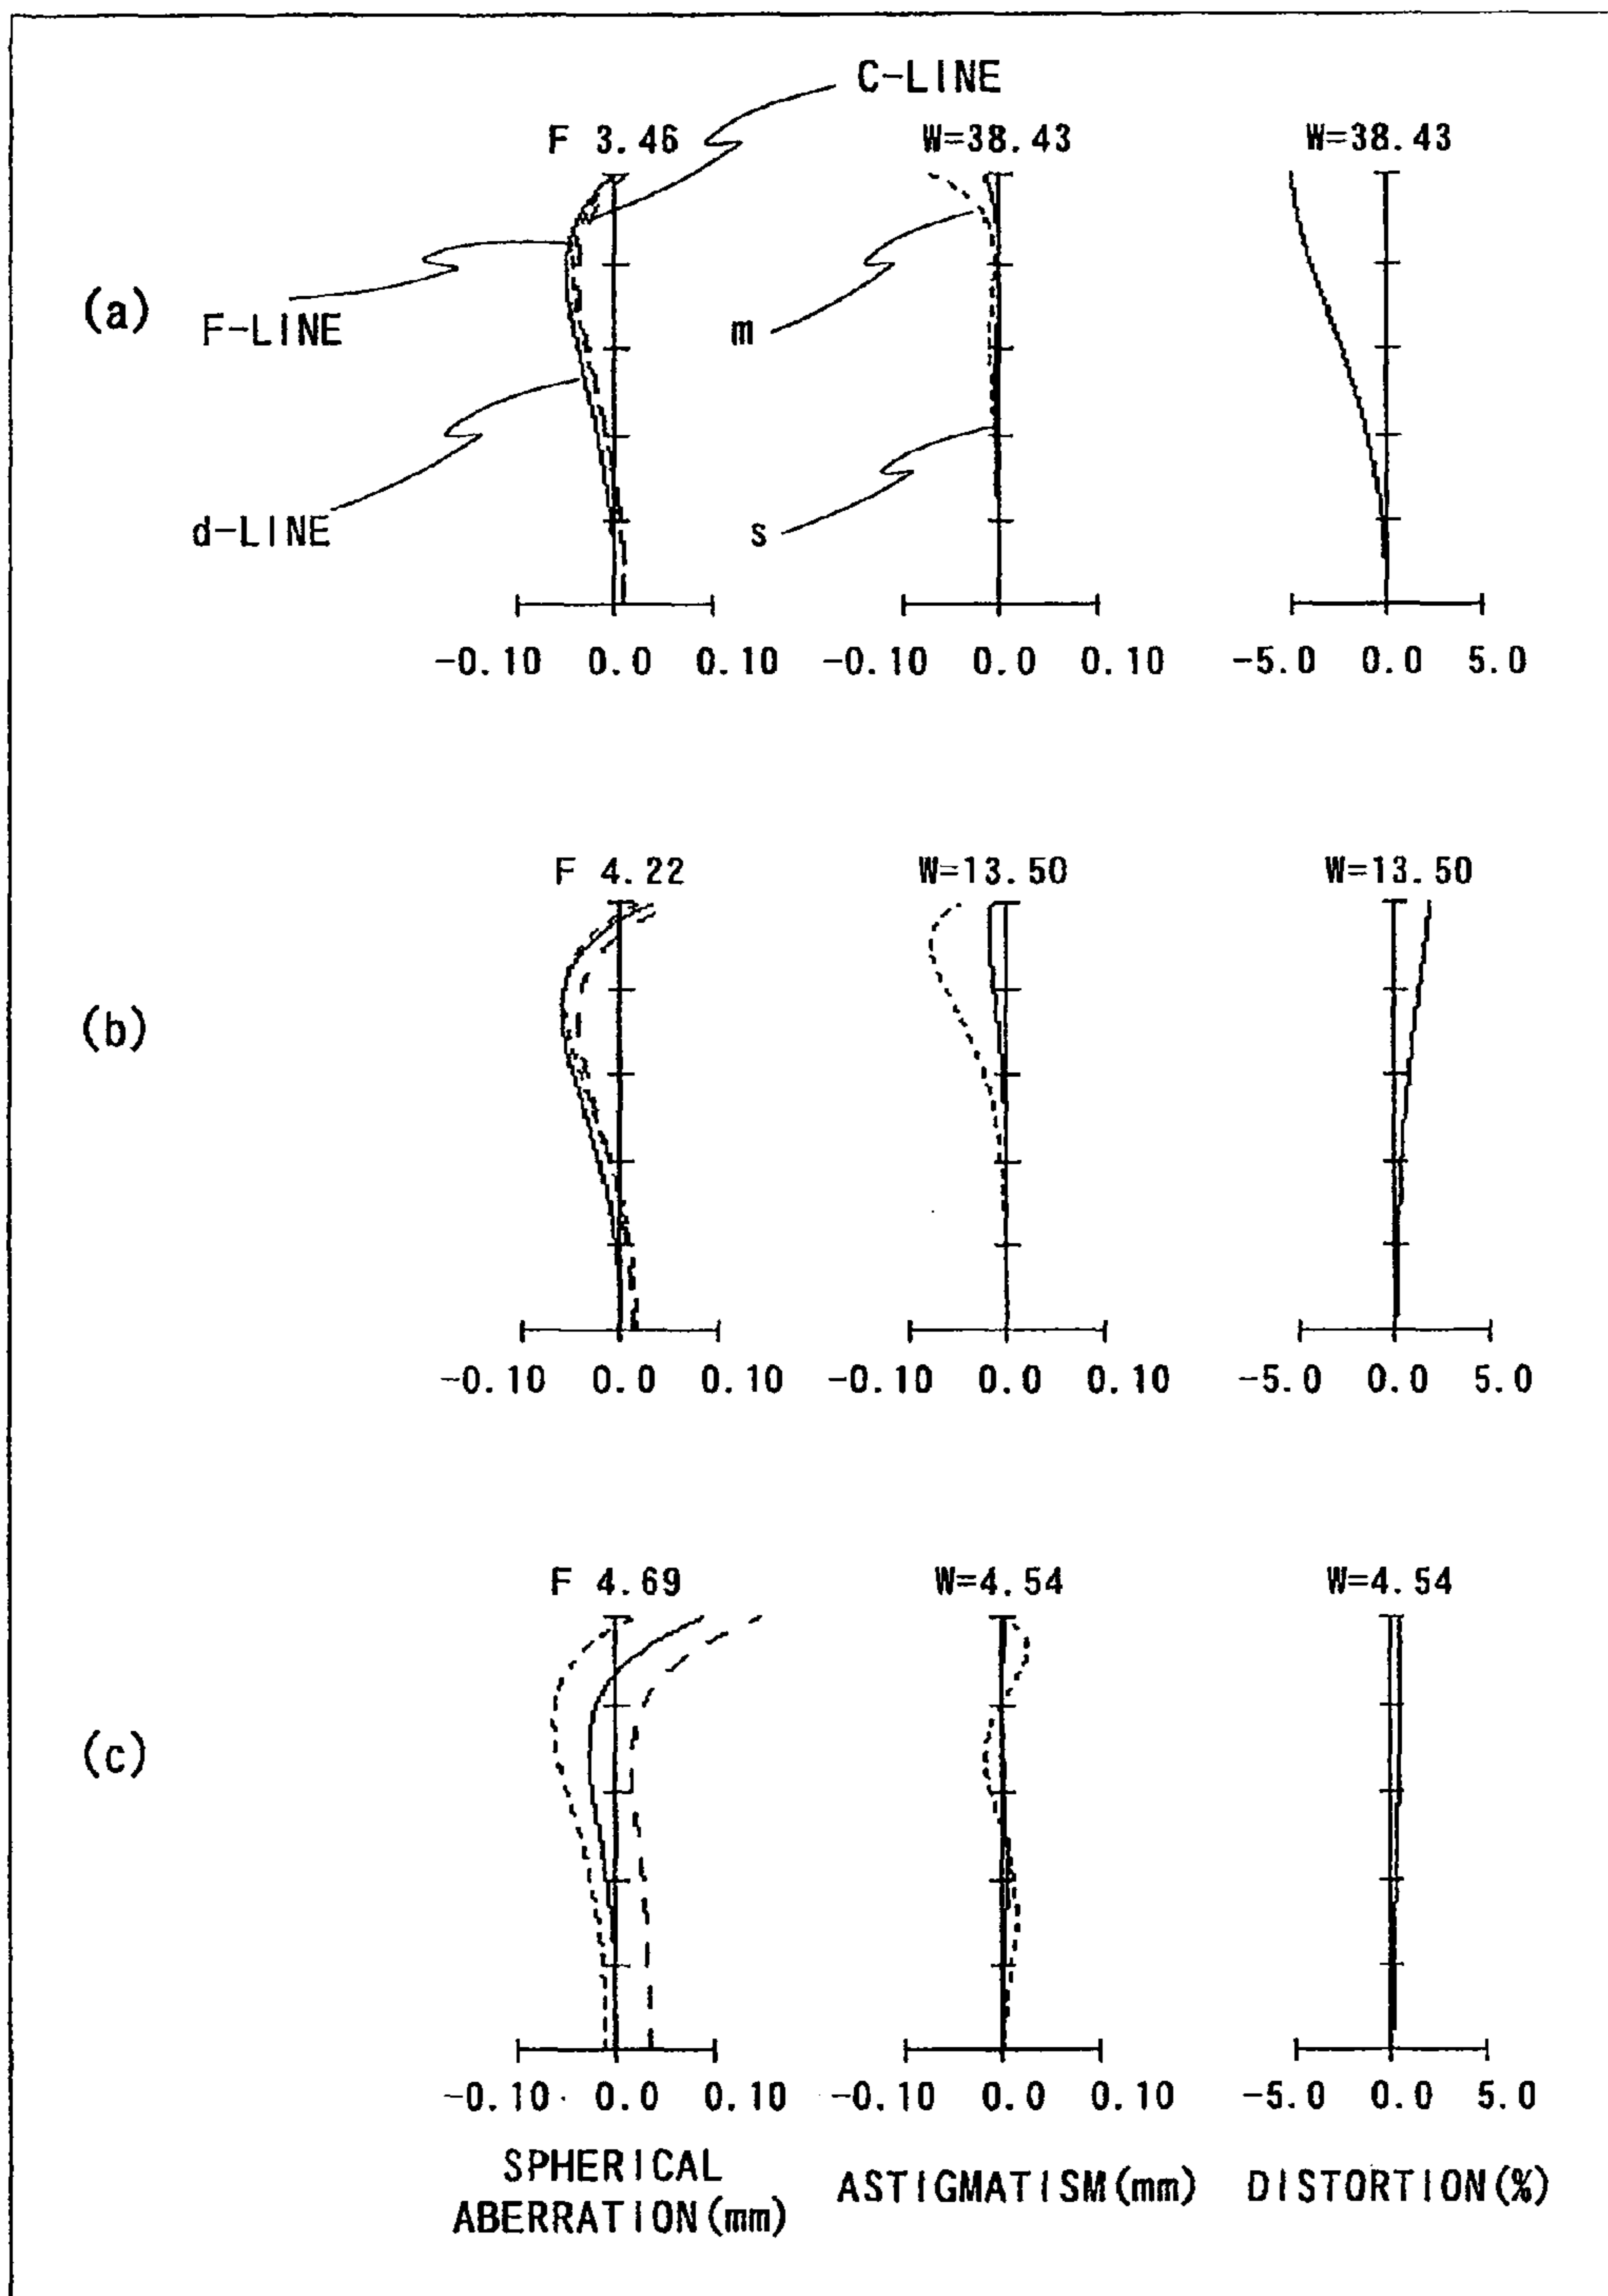 C-LINE
F 3.46 W=38.43 W=38.43
(a)
F-LINE
m
d-LINE
s
-0.10 0.0 0.10 -0.10 0.0 0.10 -5.0 0.0 5.0
F 4.22 W=13.50 W=13.50
(b)
-0.10 0.0 0.10 -0.10 0.0 0.10 -5.0 0.0 5.0
F 4.69 W=4.54 W=4.54
(c)
-0.10 0.0 0.10 -0.10 0.0 0.10 -5.0 0.0 5.0
SPHERICAL
ABERRATION(mm)
ASTIGMATISM(mm)
DISTORTION(%)